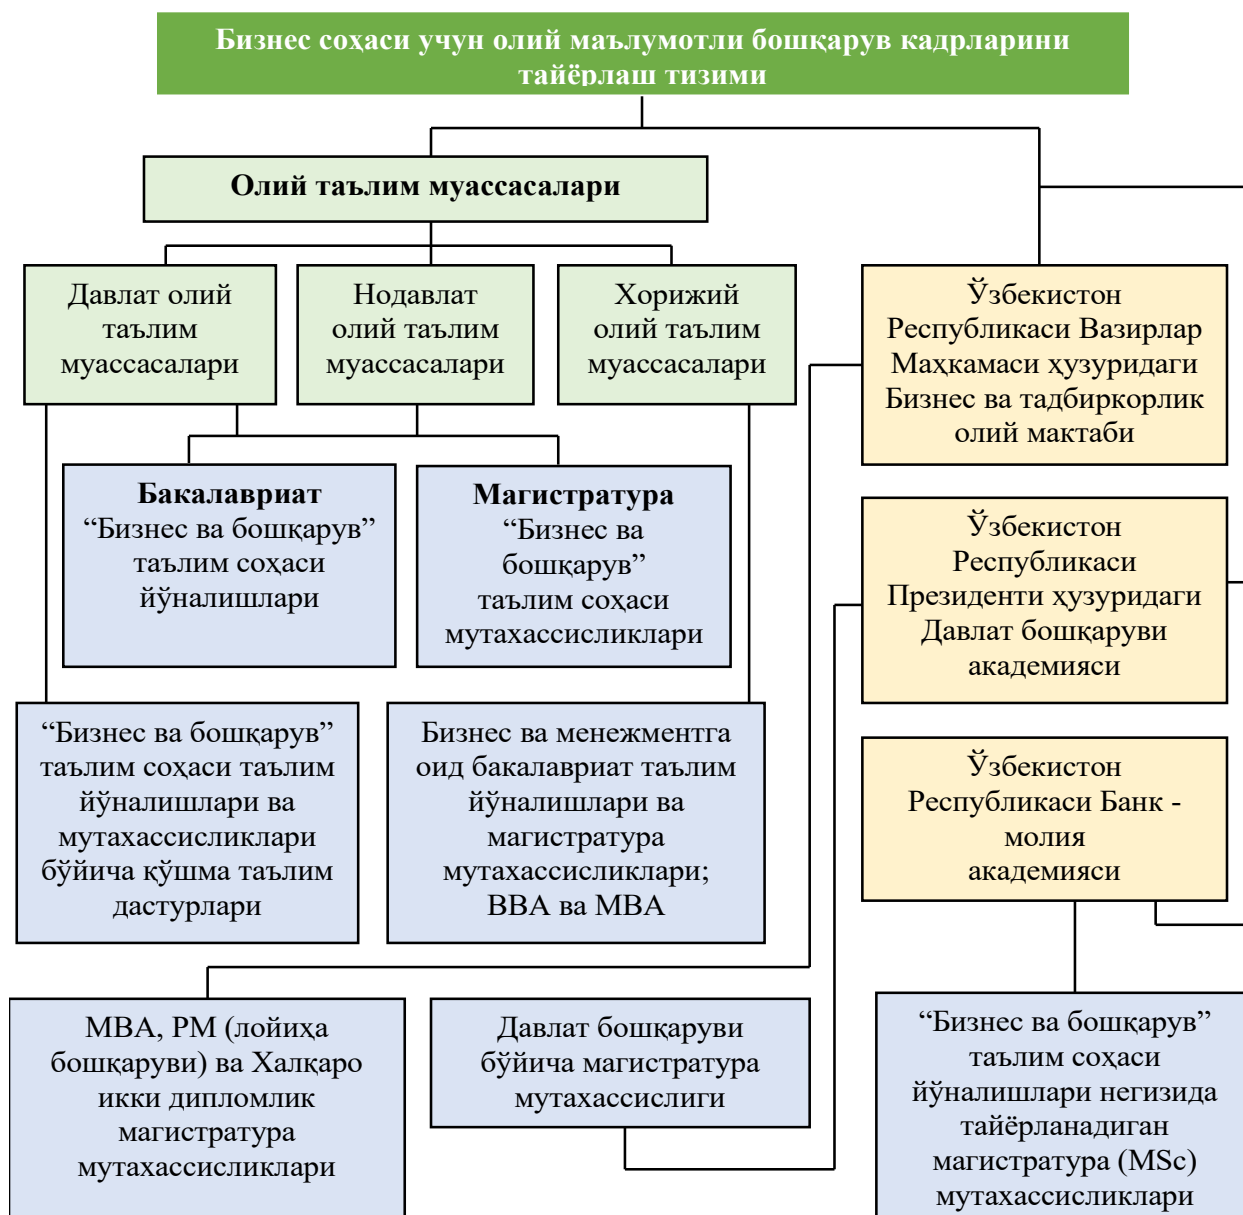 Бизнес соҳаси учун олий маълумотли бошқарув кадрларини
тайёрлаш тизими
Олий таълим муассасалари
Давлат олий
таълим
муассасалари
Нодавлат
олий таълим
муассасалари
Хорижий
олий таълим
муассасалари
Ўзбекистон
Республикаси Вазирлар
Маҳкамаси ҳузуридаги
Бизнес ва тадбиркорлик
олий мактаби
Бакалавриат
“Бизнес ва бошқарув”
таълим соҳаси
йўналишлари
Магистратура
“Бизнес ва
бошқарув”
таълим соҳаси
мутахассисликлари
Ўзбекистон
Республикаси
Президенти ҳузуридаги
Давлат бошқаруви
академияси
“Бизнес ва бошқарув”
таълим соҳаси таълим
йўналишлари ва
мутахассисликлари
бўйича қўшма таълим
дастурлари
Бизнес ва менежментга
оид бакалавриат таълим
йўналишлари ва
магистратура
мутахассисликлари;
BBA ва MBA
Ўзбекистон
Республикаси Банк -
молия
академияси
MBA, PM (лойиҳа
бошқаруви) ва Халқаро
икки дипломлик
магистратура
мутахассисликлари
Давлат бошқаруви
бўйича магистратура
мутахассислиги
“Бизнес ва бошқарув”
таълим соҳаси
йўналишлари негизида
тайёрланадиган
магистратура (MSc)
мутахассисликлари